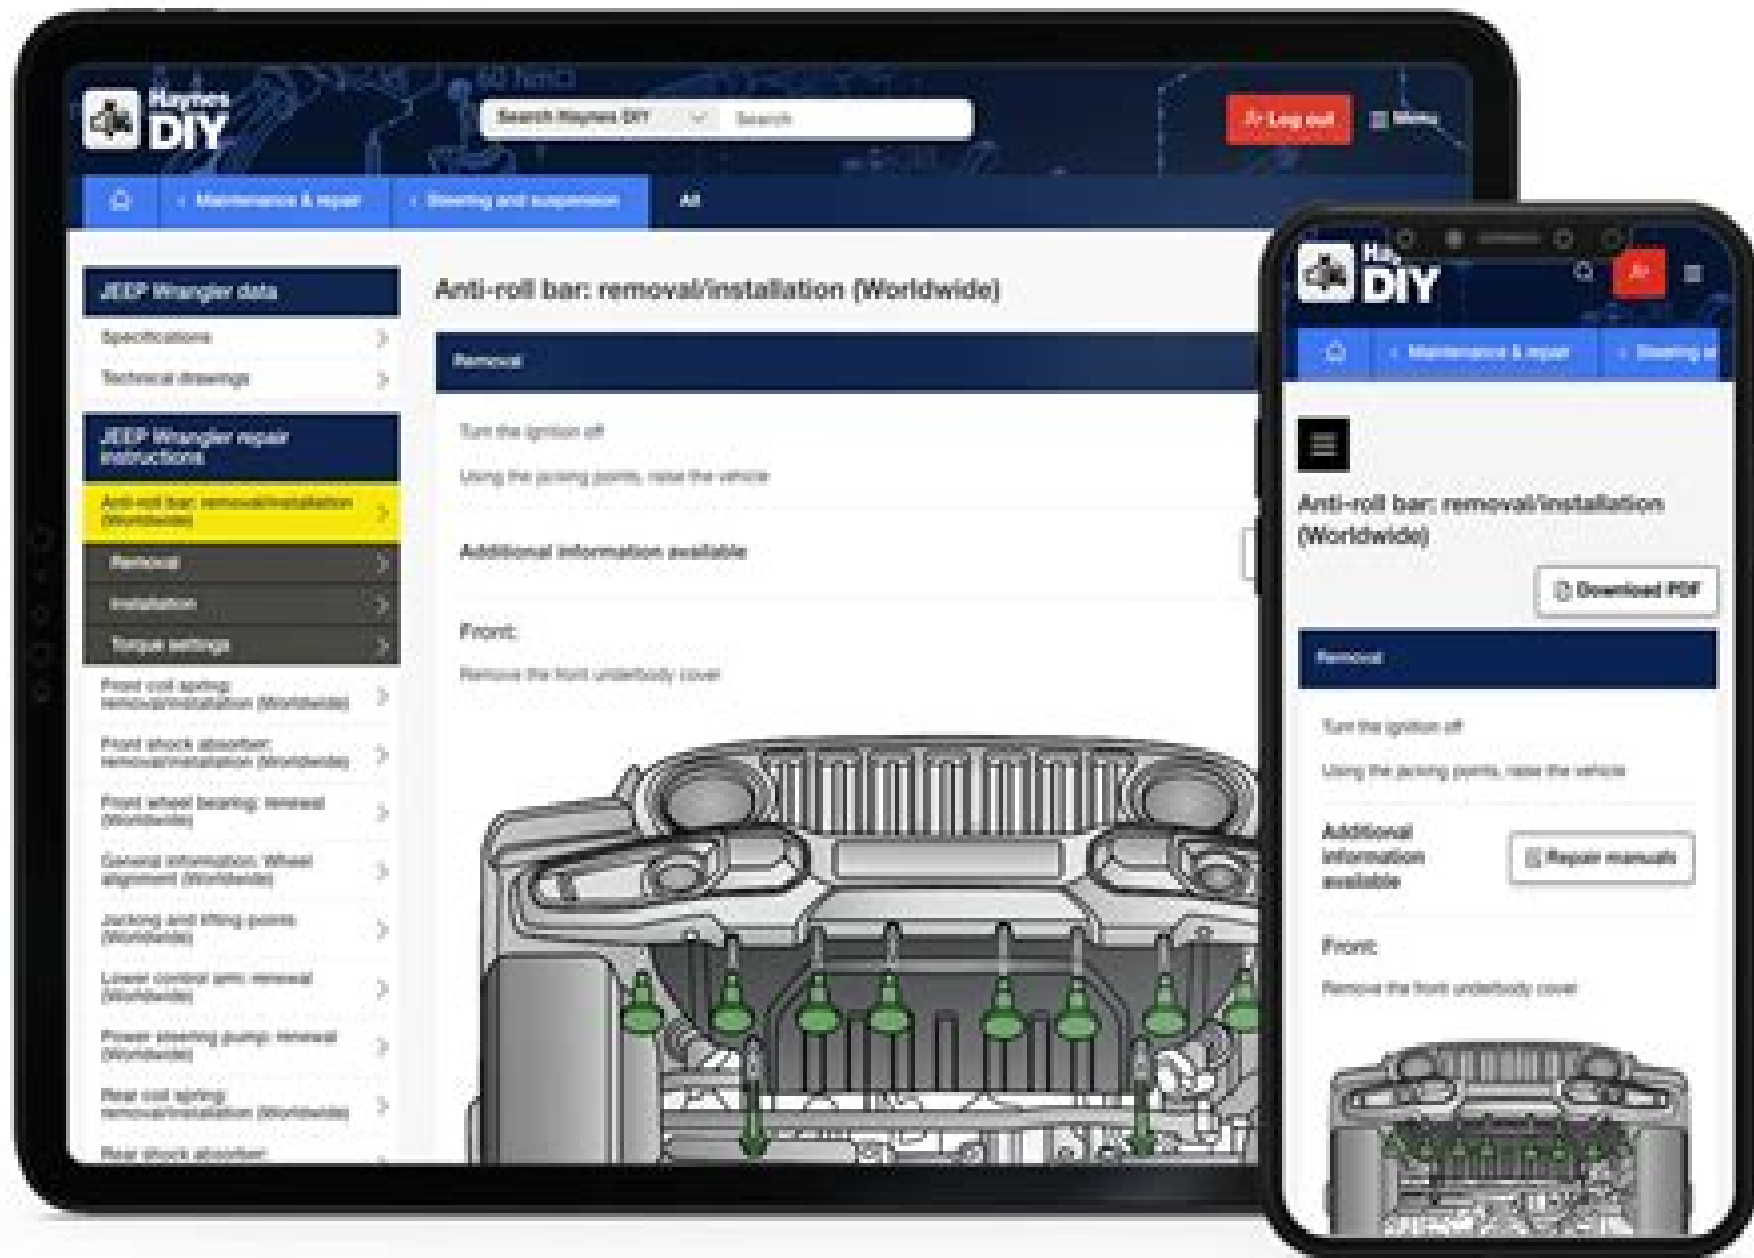 60 Nm
Haynes
DIY
Search Haynes DIY
Search
Log out
Menu
Maintenance & repair
Steering and suspension
All
JEEP Wrangler data
Specifications
Technical drawings
JEEP Wrangler repair
instructions
Anti-roll bar: removal/installation
(Worldwide)
Removal
Installation
Torque settings
Front coil spring:
removal/installation (Worldwide)
Front shock absorber:
removal/installation (Worldwide)
Front wheel bearing: renewal
(Worldwide)
General information: Wheel
alignment (Worldwide)
Jacking and lifting points
(Worldwide)
Lower control arm: renewal
(Worldwide)
Power steering pump: renewal
(Worldwide)
Rear coil spring:
removal/installation (Worldwide)
Rear shock absorber:
Anti-roll bar: removal/installation (Worldwide)
Removal
Turn the ignition off
Using the jacking points, raise the vehicle
Additional information available
Front:
Remove the front underbody cover
DIY
Maintenance & repair
Steering
Anti-roll bar: removal/installation
(Worldwide)
Download PDF
Removal
Turn the ignition off
Using the jacking points, raise the vehicle
Additional
information
available
Repair manuals
Front:
Remove the front underbody cover